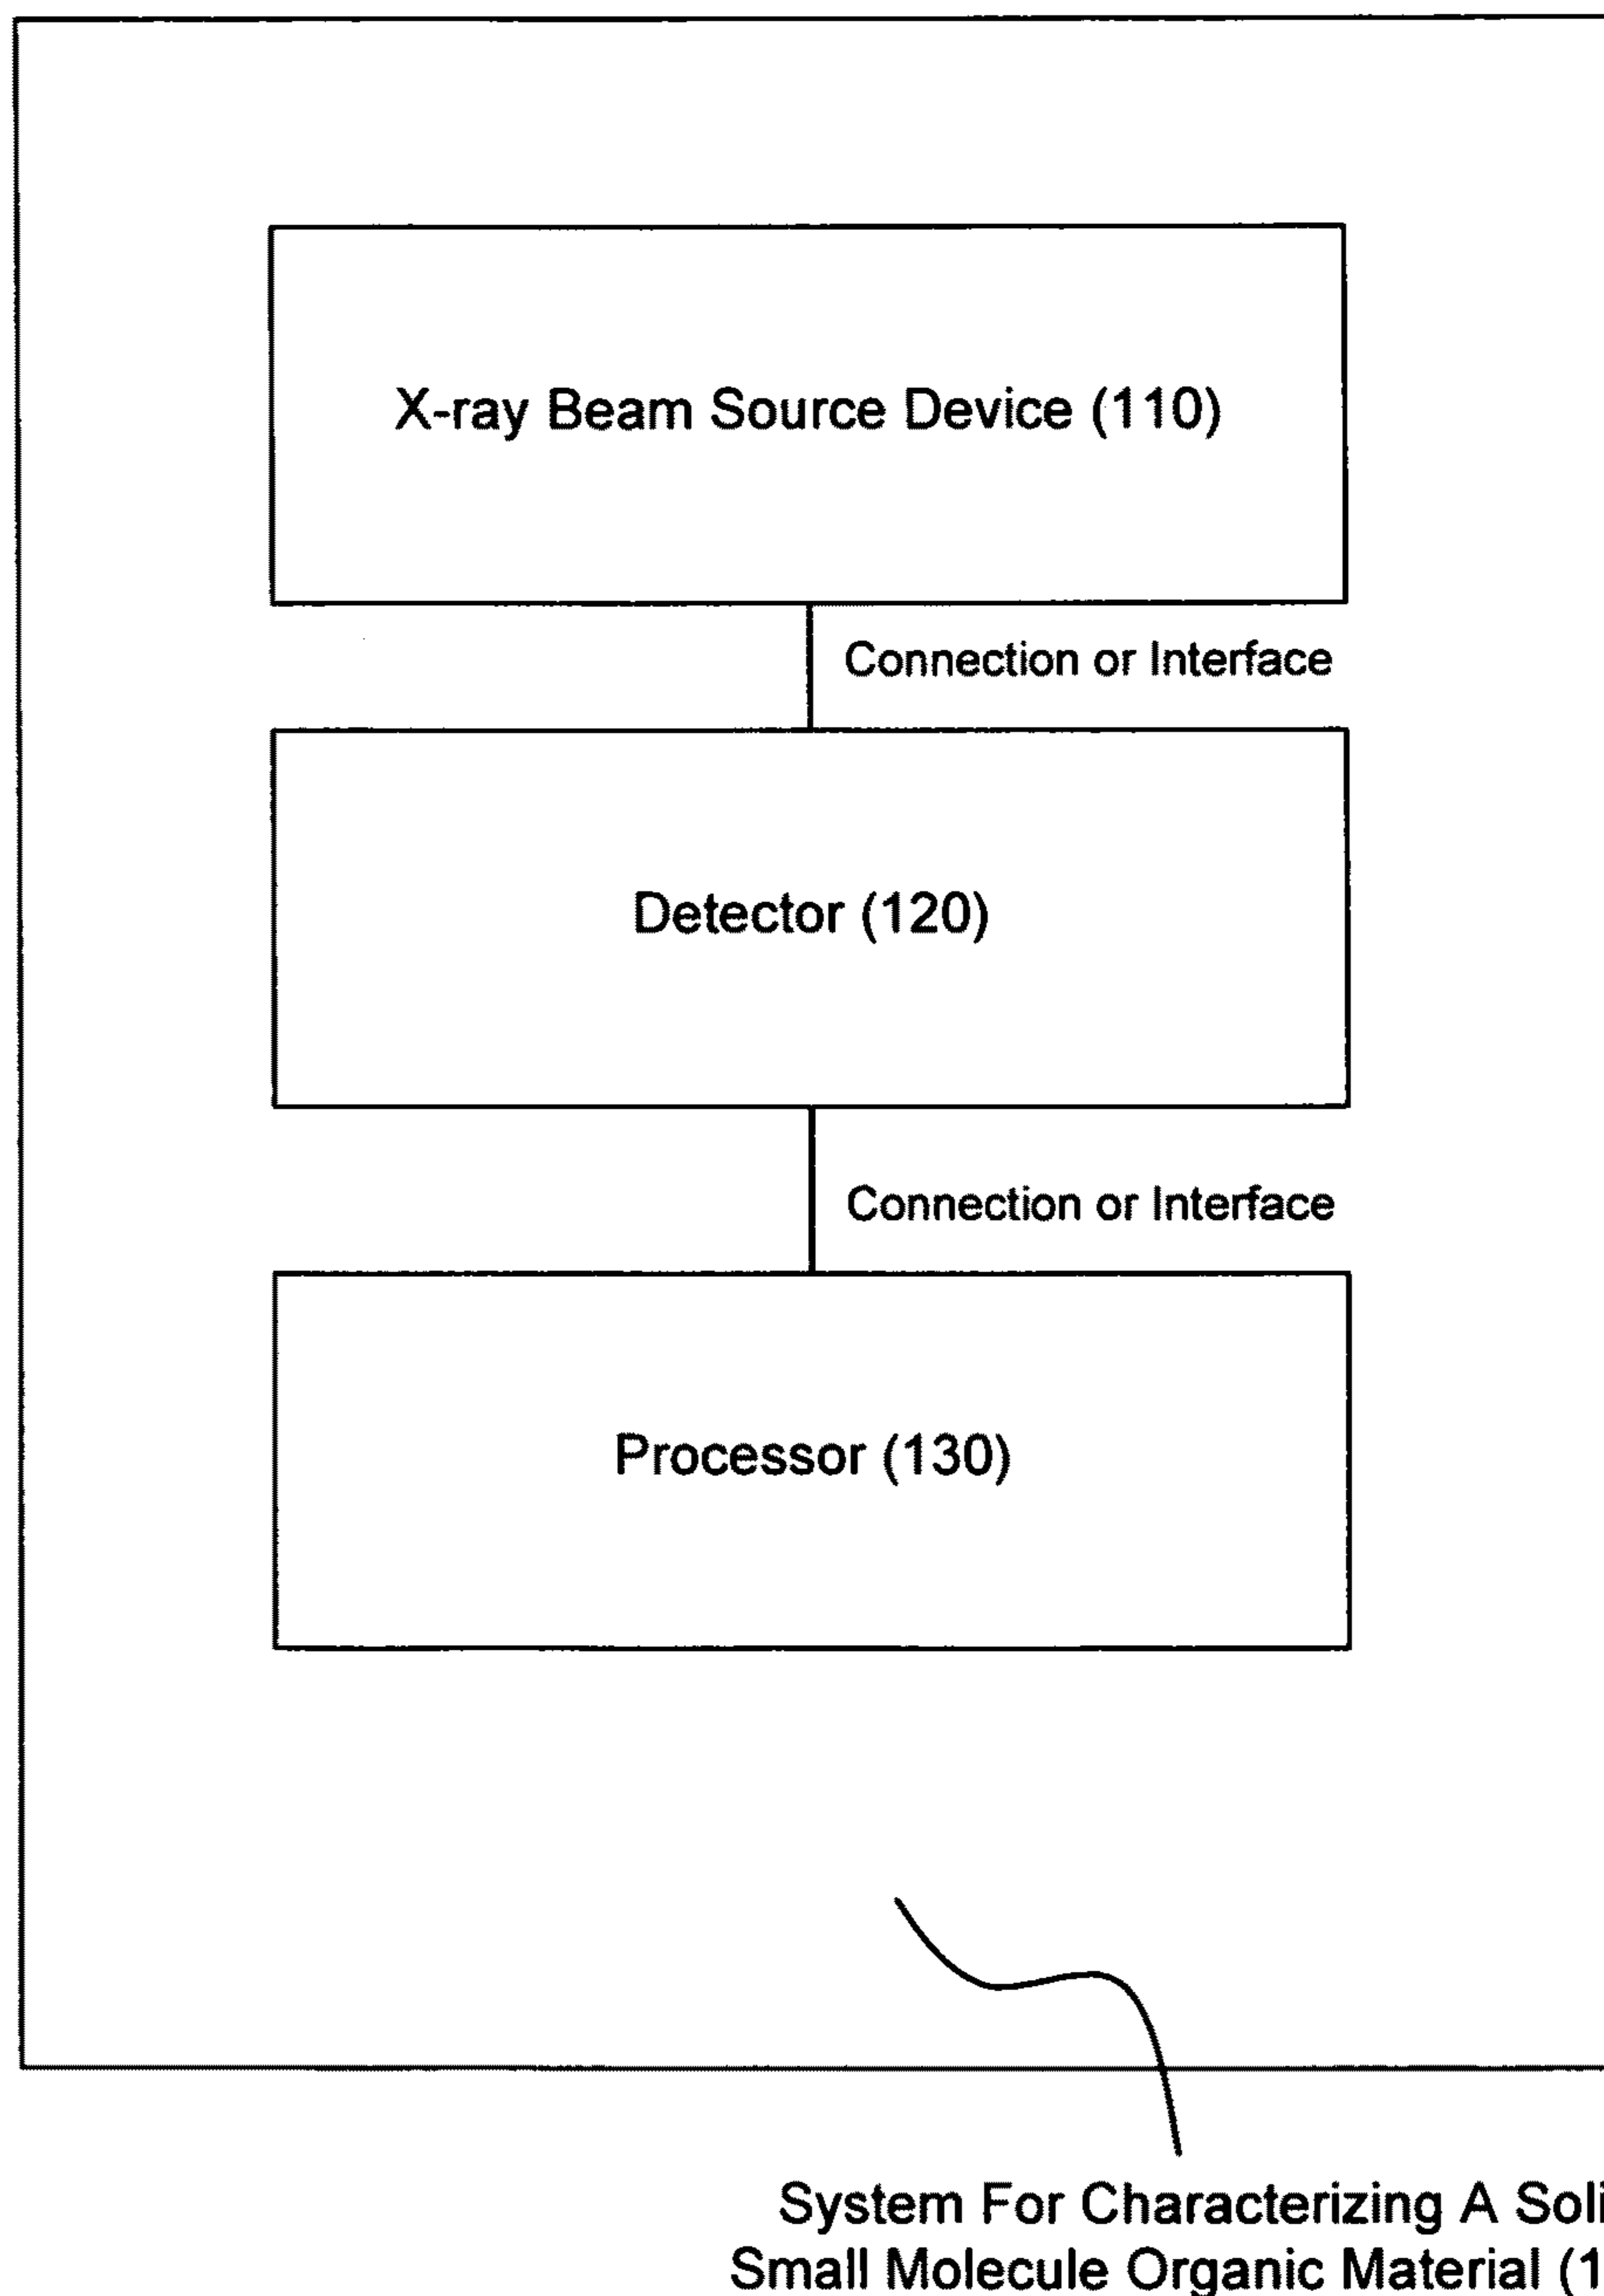 X-ray Beam Source Device (110)
Connection or Interface
Detector (120)
Connection or Interface
Processor (130)
System For Characterizing A Soli
Small Molecule Organic Material (1